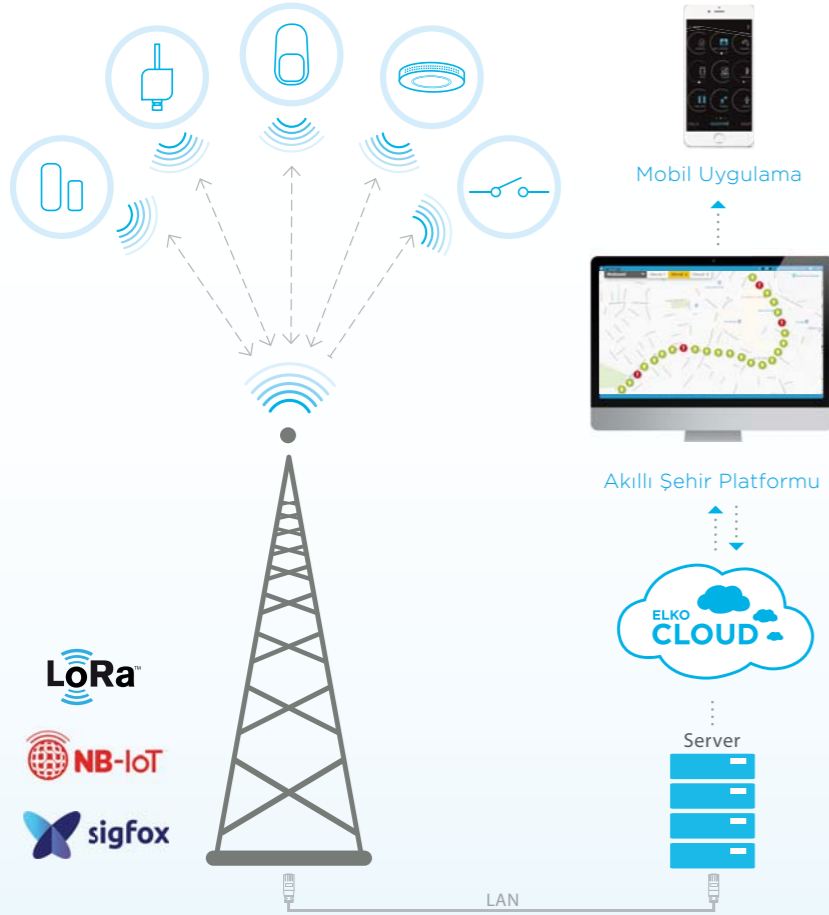 Mobil Uygulama
Akıllı Şehir Platformu
ELKO
CLOUD
LoRa™
NB-IoT
sigfox
Server
LAN